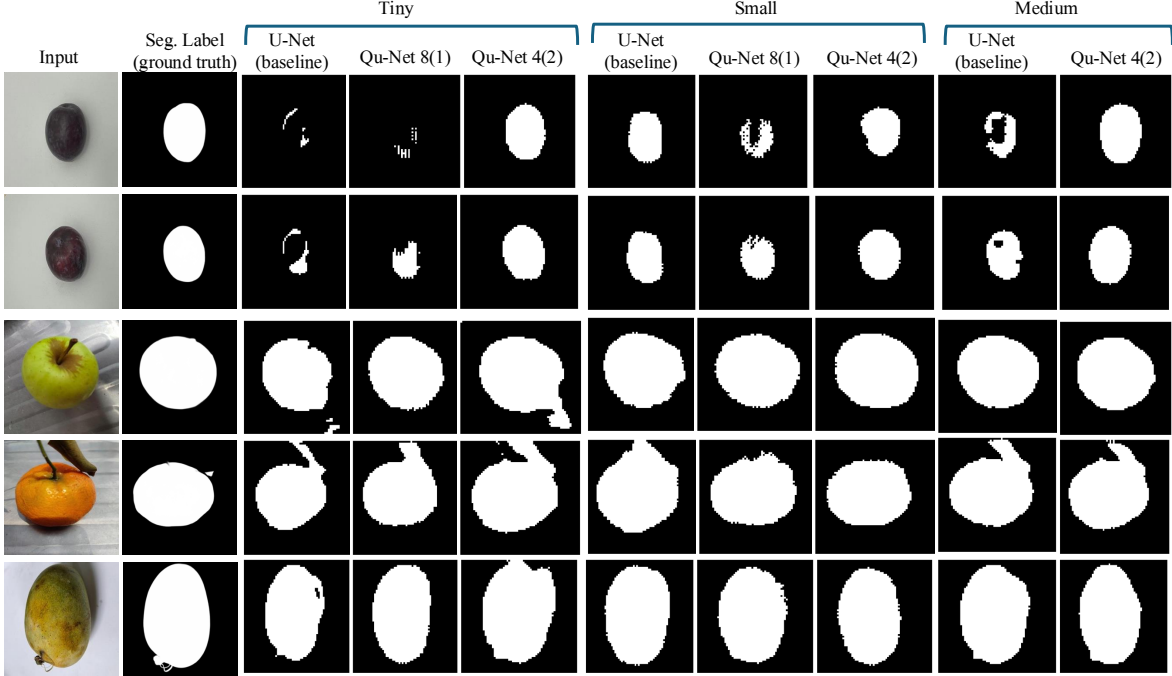 Tiny
Small
Medium
Input
Seg. Label
(ground truth)
U-Net
(baseline)
Qu-Net 8(1)
Qu-Net 4(2)
U-Net
(baseline)
Qu-Net 8(1)
Qu-Net 4(2)
U-Net
(baseline)
Qu-Net 4(2)